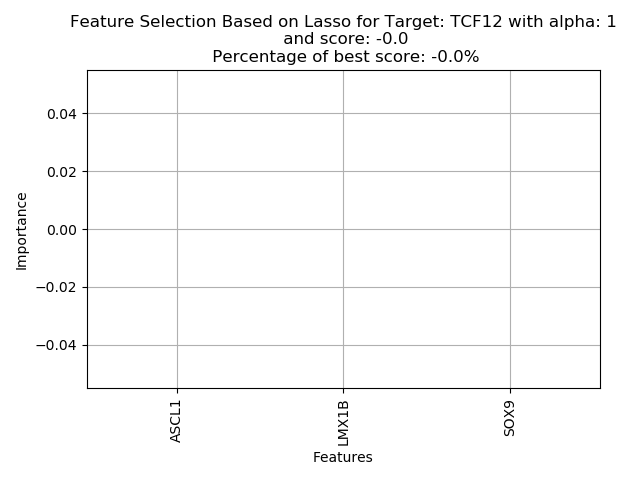 Feature Selection Based on Lasso for Target: TCF12 with alpha: 1
and score: -0.0
Percentage of best score: -0.0%
0.04
0.02
0.00
−0.02
−0.04
Importance
ASCL1
LMX1B
SOX9
Features